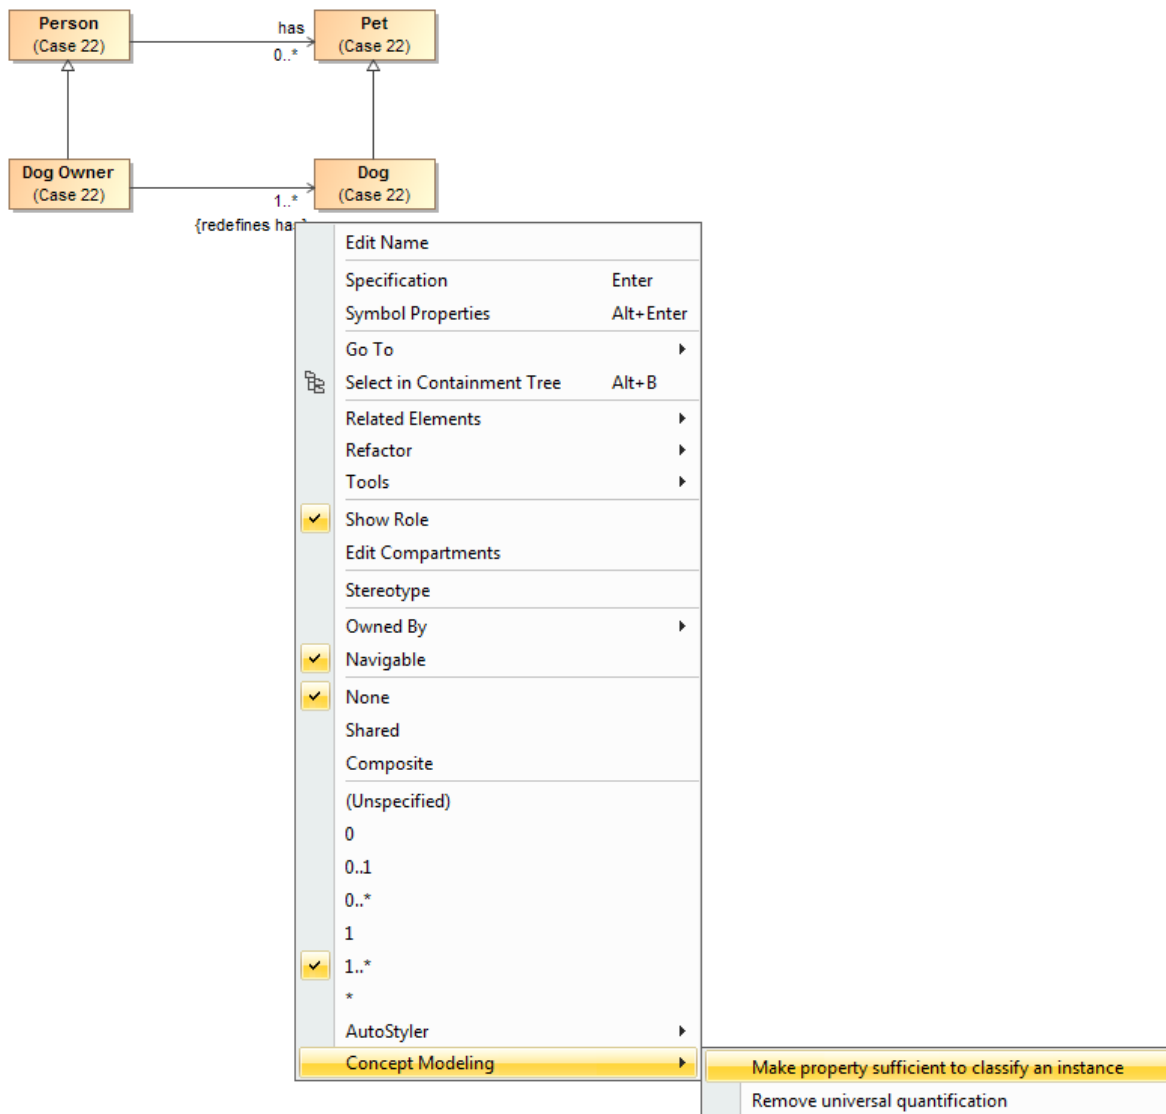 Person
(Case 22)
has
0..*
Pet
(Case 22)
Dog Owner
(Case 22)
1..*
{redefines has}
Dog
(Case 22)
Edit Name
Specification Enter
Symbol Properties Alt+Enter
Go To
Select in Containment Tree Alt+B
Related Elements
Refactor
Tools
Show Role
Edit Compartments
Stereotype
Owned By
Navigable
None
Shared
Composite
(Unspecified)
0
0..1
0..*
1
1..*
*
AutoStyler
Concept Modeling
Make property sufficient to classify an instance
Remove universal quantification